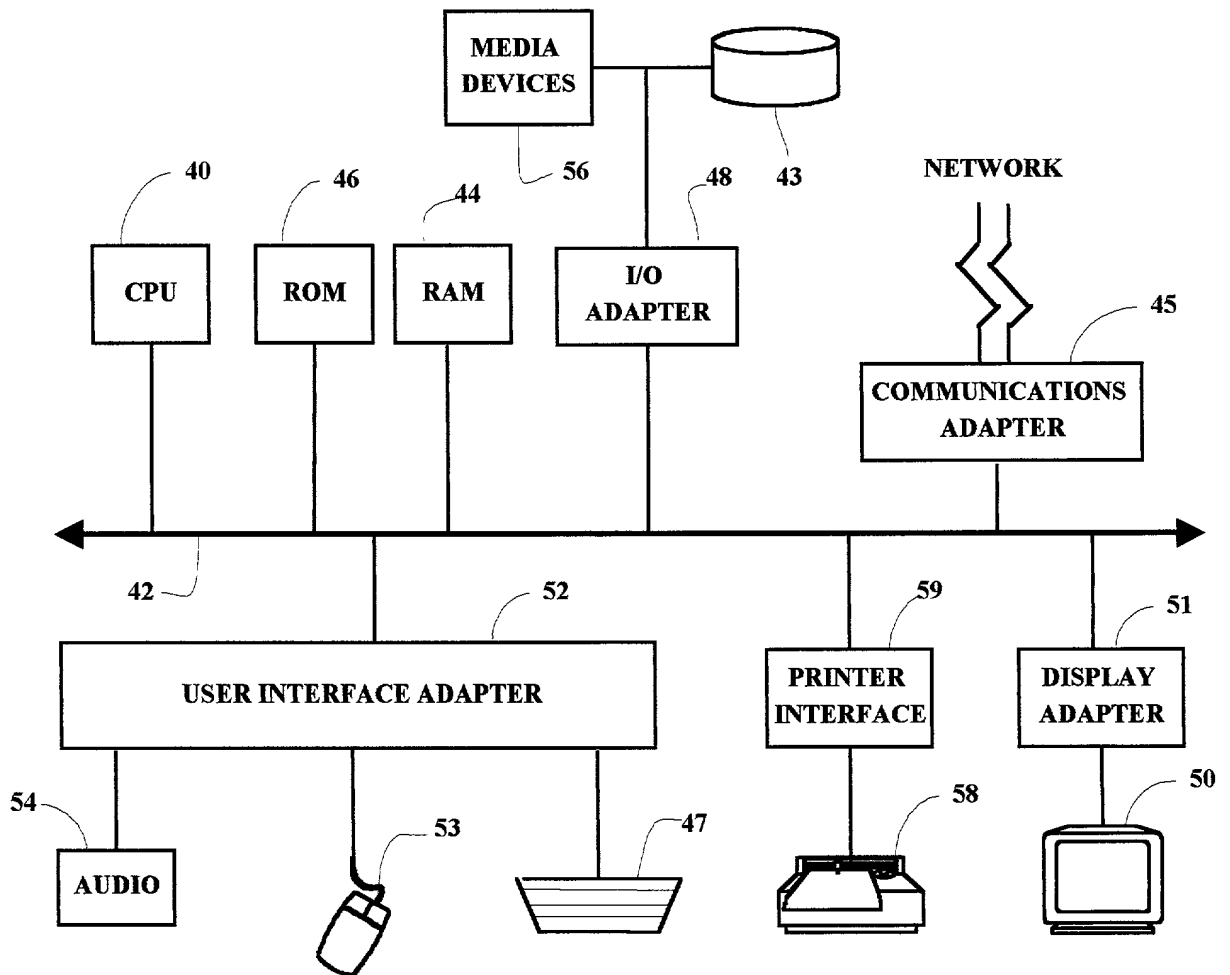 MEDIA
DEVICES
56
43
40
46
44
48
NETWORK
CPU
ROM
RAM
I/O
ADAPTER
45
COMMUNICATIONS
ADAPTER
42
52
59
51
USER INTERFACE ADAPTER
PRINTER
INTERFACE
DISPLAY
ADAPTER
54
53
47
58
50
AUDIO